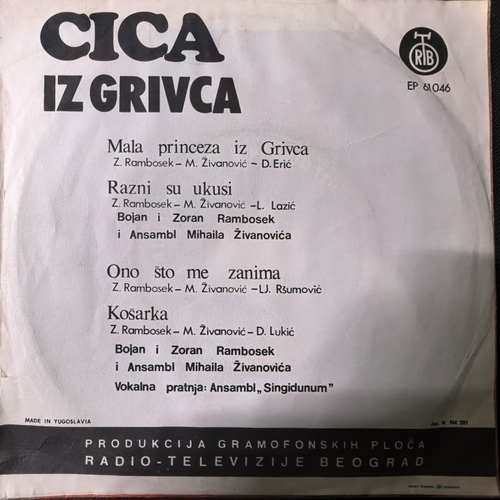 CICA
IZ GRIVCA
RTB
EP 61046
Mala princeza iz Grivca
Z. Rambosek – M. Živanović – D. Erić
Razni su ukusi
Z. Rambosek – M. Živanović – L. Lazić
Bojan i Zoran Rambosek
i Ansambl Mihaila Živanovića
Ono što me zanima
Z. Rambosek – M. Živanović – LJ. Ršumović
Košarka
Z. Rambosek – M. Živanović – D. Lukić
Bojan i Zoran Rambosek
i Ansambl Mihaila Živanovića
Vokalna pratnja: Ansambl „Singidunum”
MADE IN YUGOSLAVIA
PRODUKCIJA GRAMOFONSKIH PLOČA
RADIO-TELEVIZIJE BEOGRAD